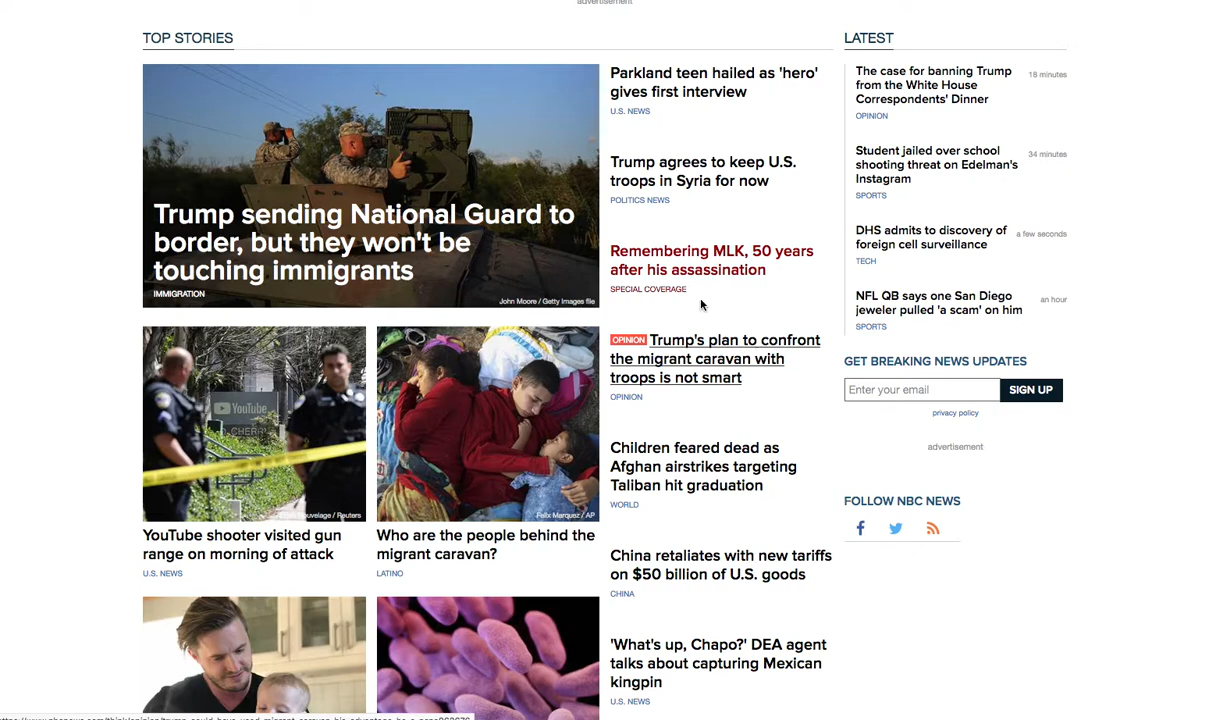 advertisement
TOP STORIES
Trump sending National Guard to
border, but they won't be
touching immigrants
IMMIGRATION
John Moore / Getty Images file
YouTube
CHERRY
Nouvelage / Reuters
YouTube shooter visited gun
range on morning of attack
U.S. NEWS
Felix Marquez / AP
Who are the people behind the
migrant caravan?
LATINO
Parkland teen hailed as 'hero'
gives first interview
U.S. NEWS
Trump agrees to keep U.S.
troops in Syria for now
POLITICS NEWS
Remembering MLK, 50 years
after his assassination
SPECIAL COVERAGE
OPINION Trump's plan to confront
the migrant caravan with
troops is not smart
OPINION
Children feared dead as
Afghan airstrikes targeting
Taliban hit graduation
WORLD
China retaliates with new tariffs
on $50 billion of U.S. goods
CHINA
'What's up, Chapo?' DEA agent
talks about capturing Mexican
kingpin
U.S. NEWS
LATEST
The case for banning Trump
from the White House
Correspondents' Dinner
18 minutes
OPINION
Student jailed over school
shooting threat on Edelman's
Instagram
34 minutes
SPORTS
DHS admits to discovery of
foreign cell surveillance
a few seconds
TECH
NFL QB says one San Diego
jeweler pulled 'a scam' on him
an hour
SPORTS
GET BREAKING NEWS UPDATES
Enter your email
SIGN UP
privacy policy
advertisement
FOLLOW NBC NEWS